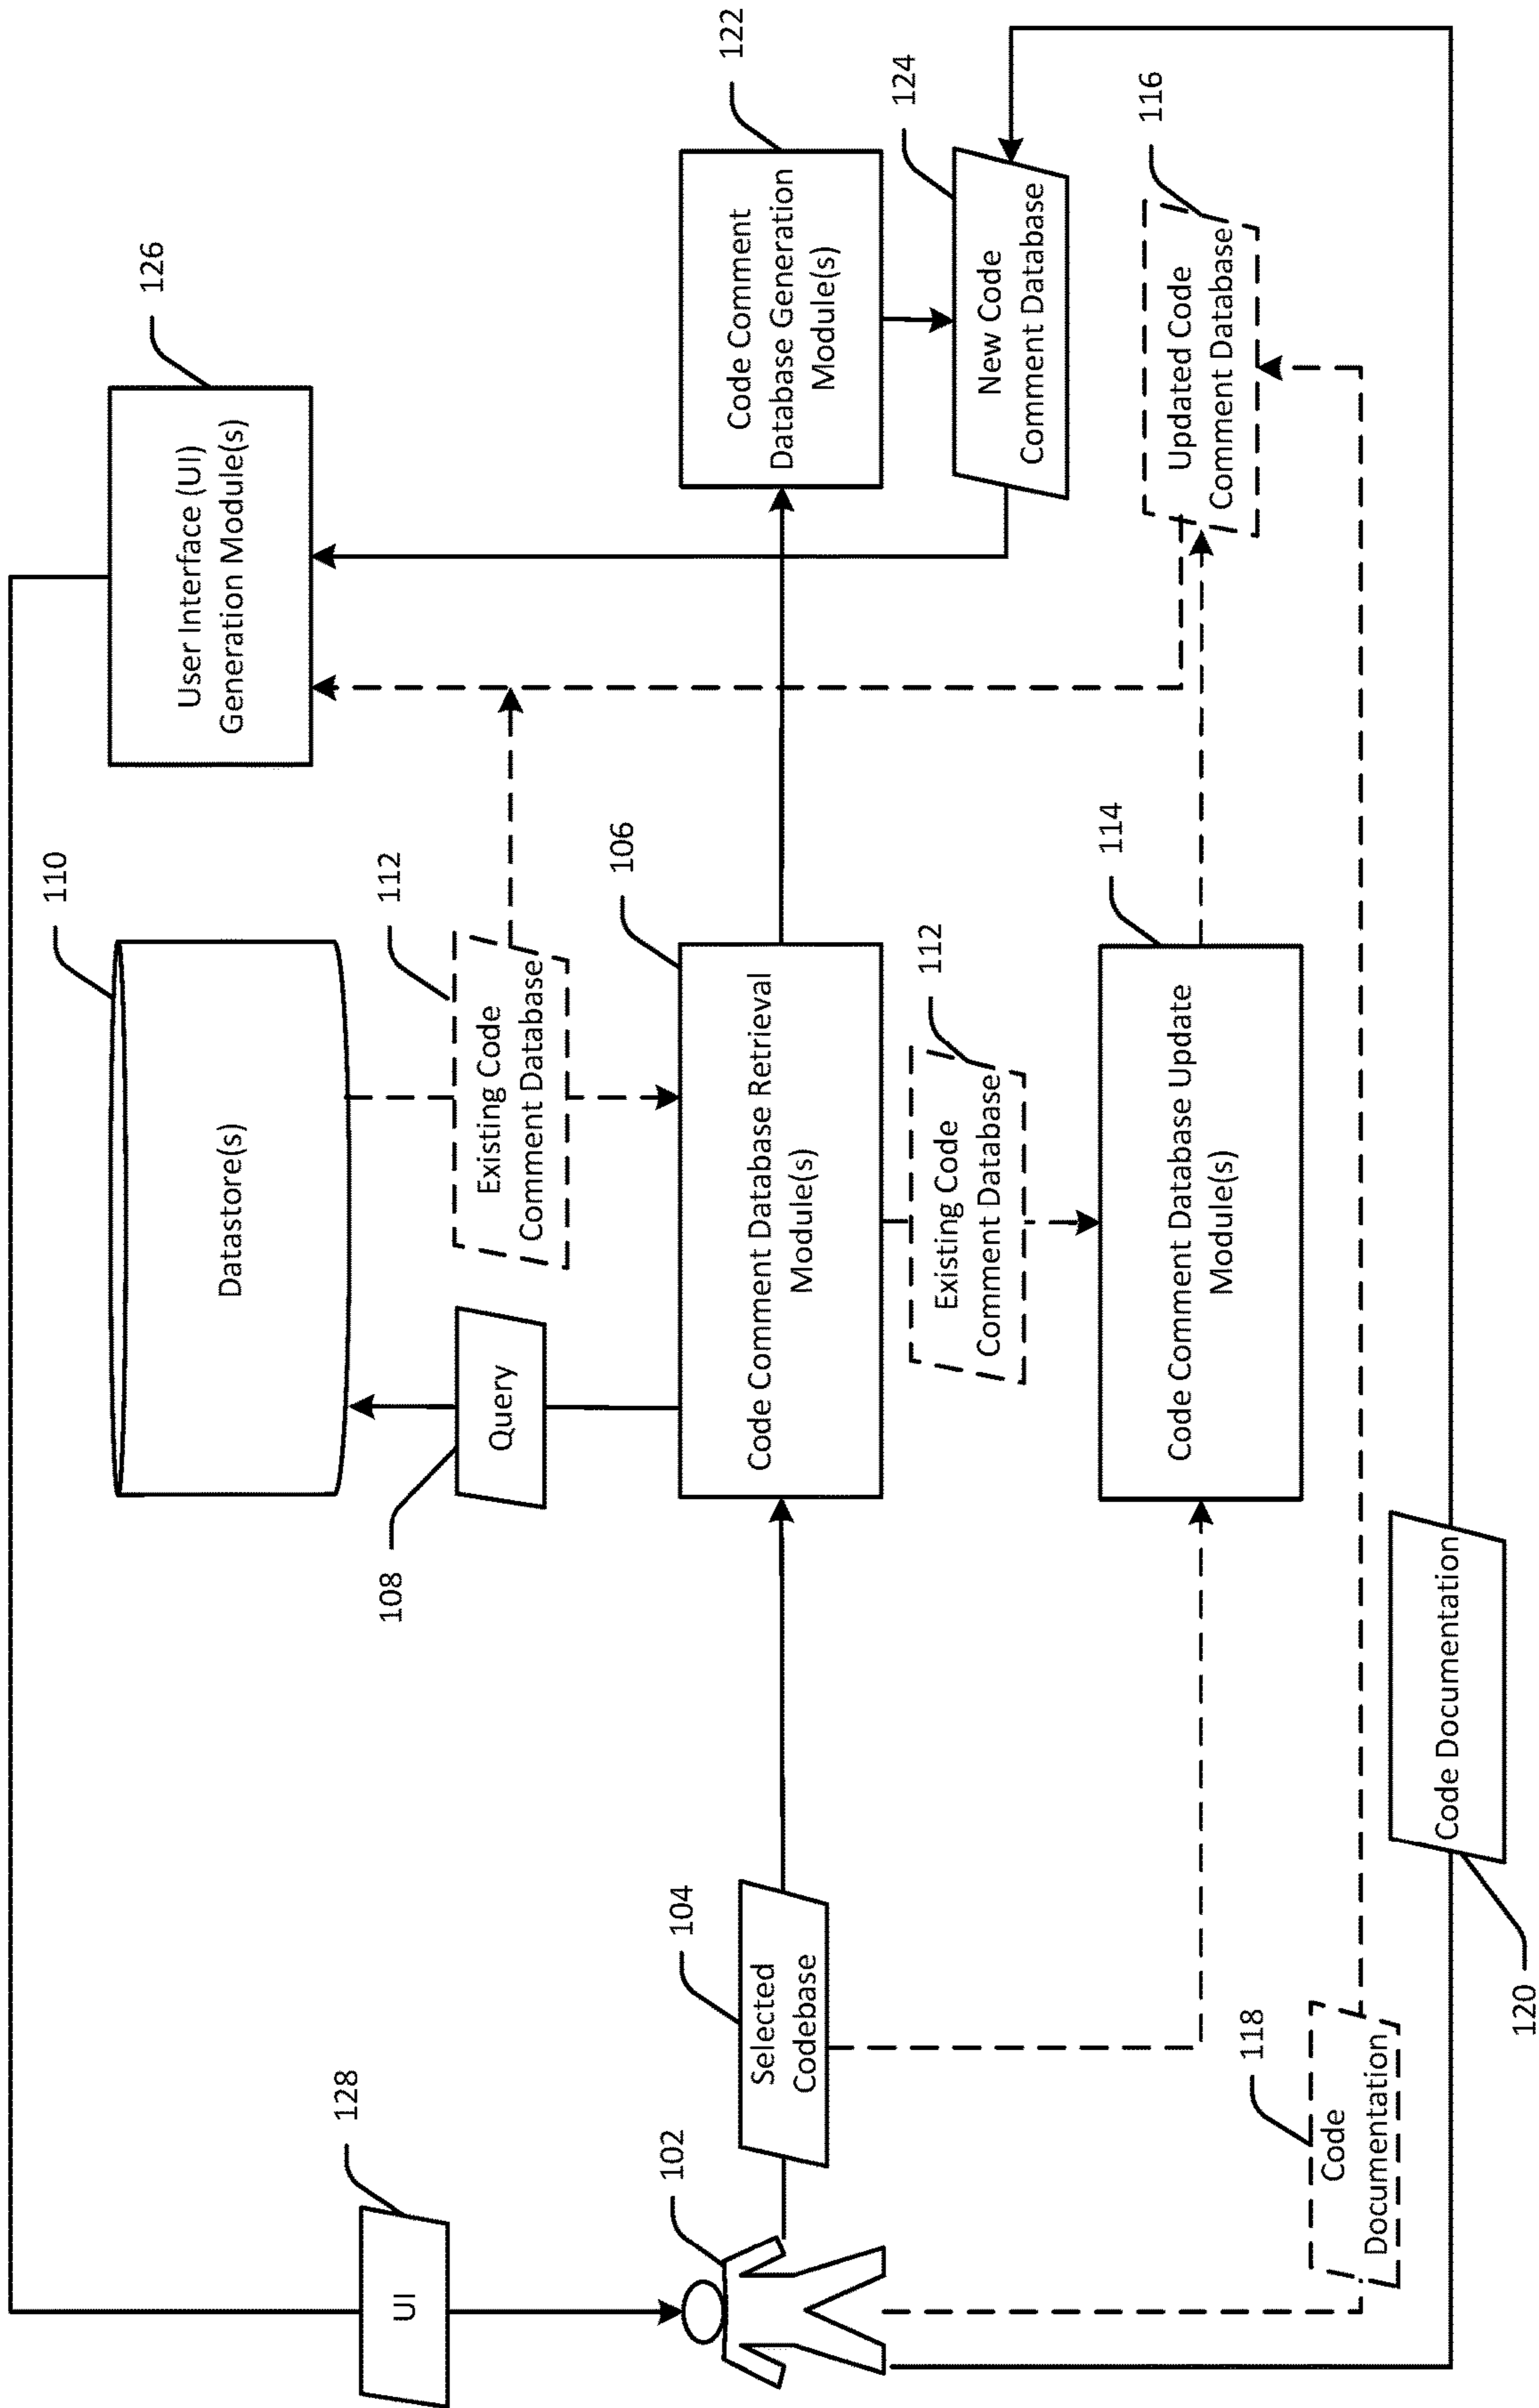 126
User Interface (UI)
Generation Module(s)
122
Code Comment
Database Generation
Module(s)
124
New Code
Comment Database
116
Updated Code
Comment Database
110
Datastore(s)
112
Existing Code
Comment Database
Query
108
106
Code Comment Database Retrieval
Module(s)
112
Existing Code
Comment Database
114
Code Comment Database Update
Module(s)
128
UI
102
104
Selected
Codebase
118
Code
Documentation
Code Documentation
120